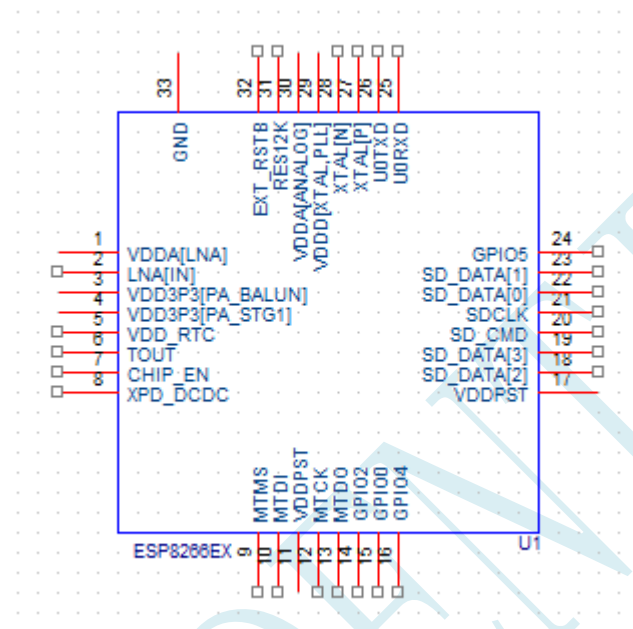 33
32
31
30
29
28
27
26
25
GND
EXT_RSTB
RES12K
VDDA[ANALOG]
VDDD[XTAL,PLL]
XTAL[N]
XTAL[P]
U0TXD
U0RXD
1
VDDA[LNA]
2
LNA[IN]
3
VDD3P3[PA_BALUN]
4
VDD3P3[PA_STG1]
5
VDD_RTC
6
TOUT
7
CHIP_EN
8
XPD_DCDC
24
GPIO5
23
SD_DATA[1]
22
SD_DATA[0]
21
SDCLK
20
SD_CMD
19
SD_DATA[3]
18
SD_DATA[2]
17
VDDPST
MTMS
MTDI
VDDPST
MTCK
MTDO
GPIO2
GPIO0
GPIO4
ESP8266EX
9
10
11
12
13
14
15
16
U1